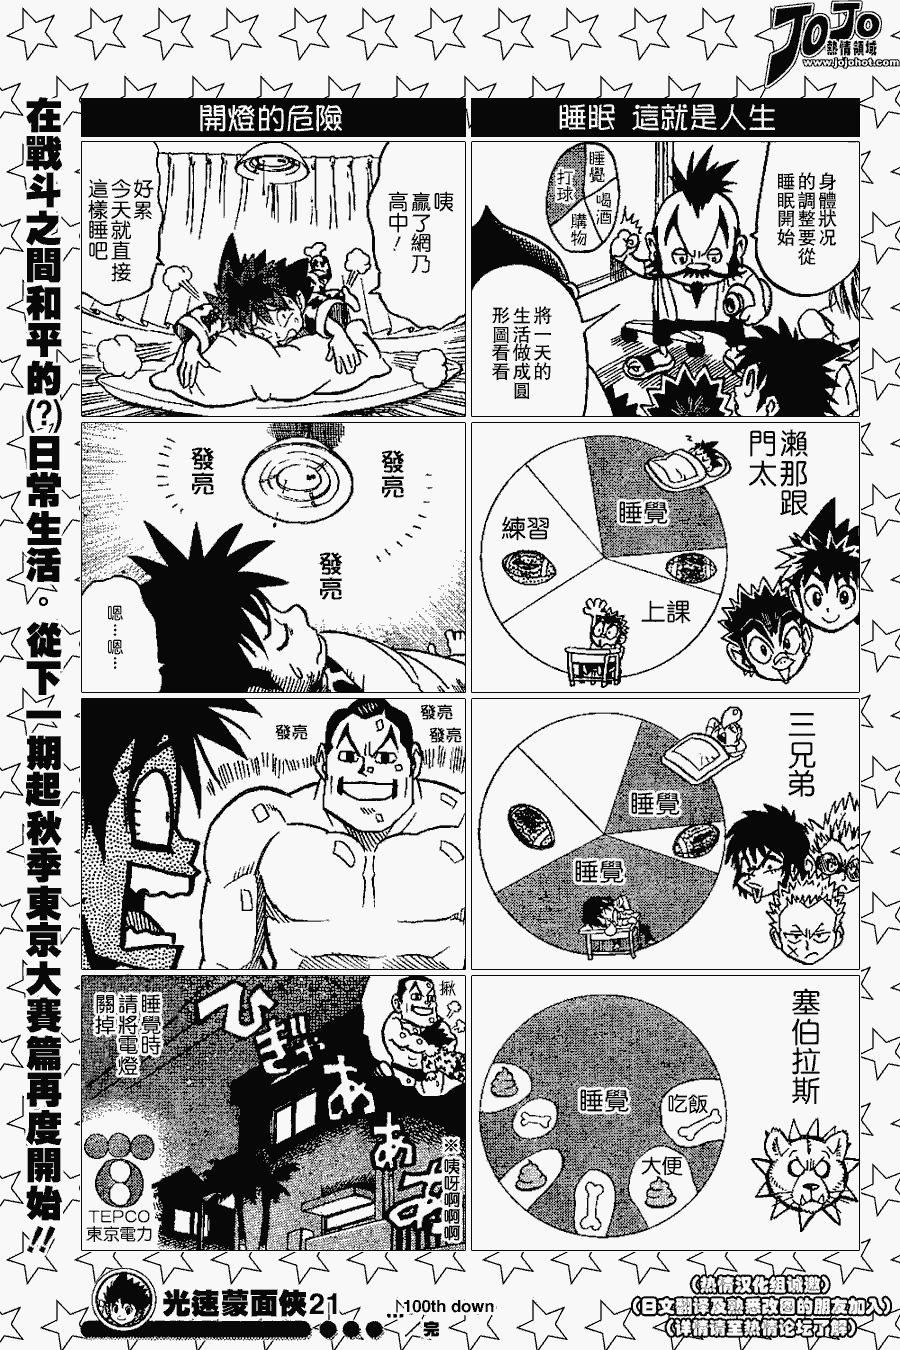 JOJO
熱情領域
www.jojohot.com
睡眠 這就是人生
身體狀況
的調整要從
睡眠開始
睡覺
喝酒
購物
打球
將一天的
生活做成圓
形圖看看
瀨那跟
門太
睡覺
練習
上課
三兄弟
睡覺
睡覺
塞伯拉斯
睡覺
吃飯
大便
開燈的危險
咦
贏了網乃
高中!
好累
今天就直接
這樣睡吧
發亮
發亮
發亮
嗯…嗯…
發亮
發亮
發亮
揪
ひぎゃあああ
※咦呀啊啊啊
睡覺時
請將電燈
關掉
TEPCO
東京電力
在戰斗之間和平的(?)日常生活。從下一期起秋季東京大賽篇再度開始!!
光速蒙面俠21
...100th down
完
(热情汉化组诚邀)
(日文翻译及熟悉改图的朋友加入)
(详情请至热情论坛了解)